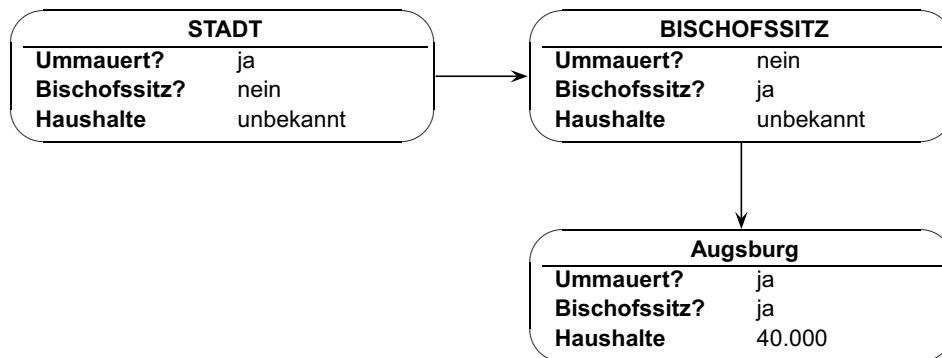 STADT
Ummauert? ja
Bischofssitz? nein
Haushalte unbekannt
BISCHOFSSITZ
Ummauert? nein
Bischofssitz? ja
Haushalte unbekannt
Augsburg
Ummauert? ja
Bischofssitz? ja
Haushalte 40.000